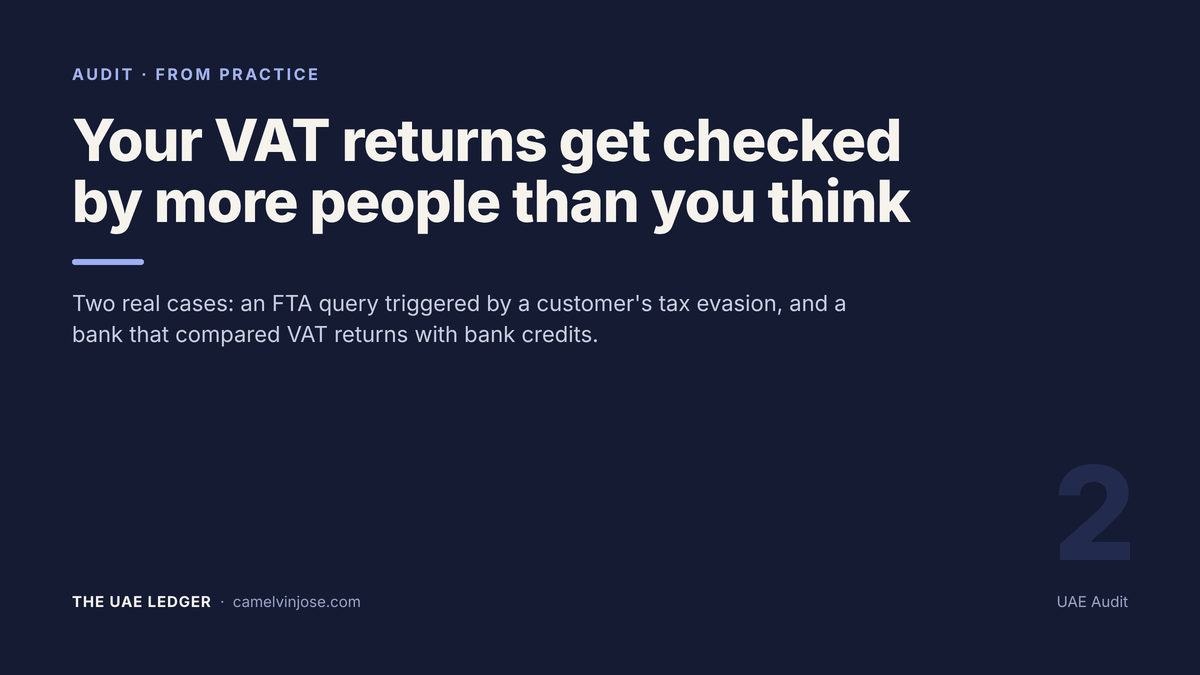 AUDIT · FROM PRACTICE
Your VAT returns get checked
by more people than you think
Two real cases: an FTA query triggered by a customer's tax evasion, and a
bank that compared VAT returns with bank credits.
2
THE UAE LEDGER · camelvinjose.com
UAE Audit